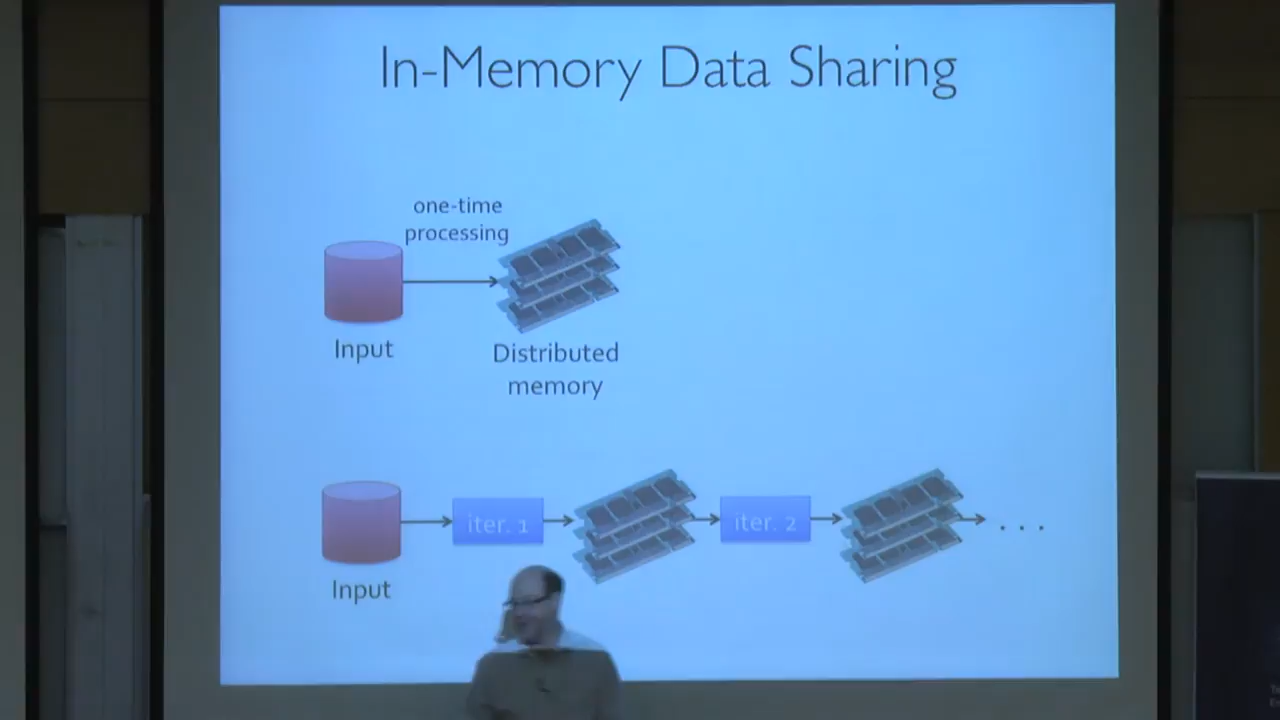 In-Memory Data Sharing
one-time
processing
Input
Distributed
memory
iter. 1
iter. 2
. . .
Input